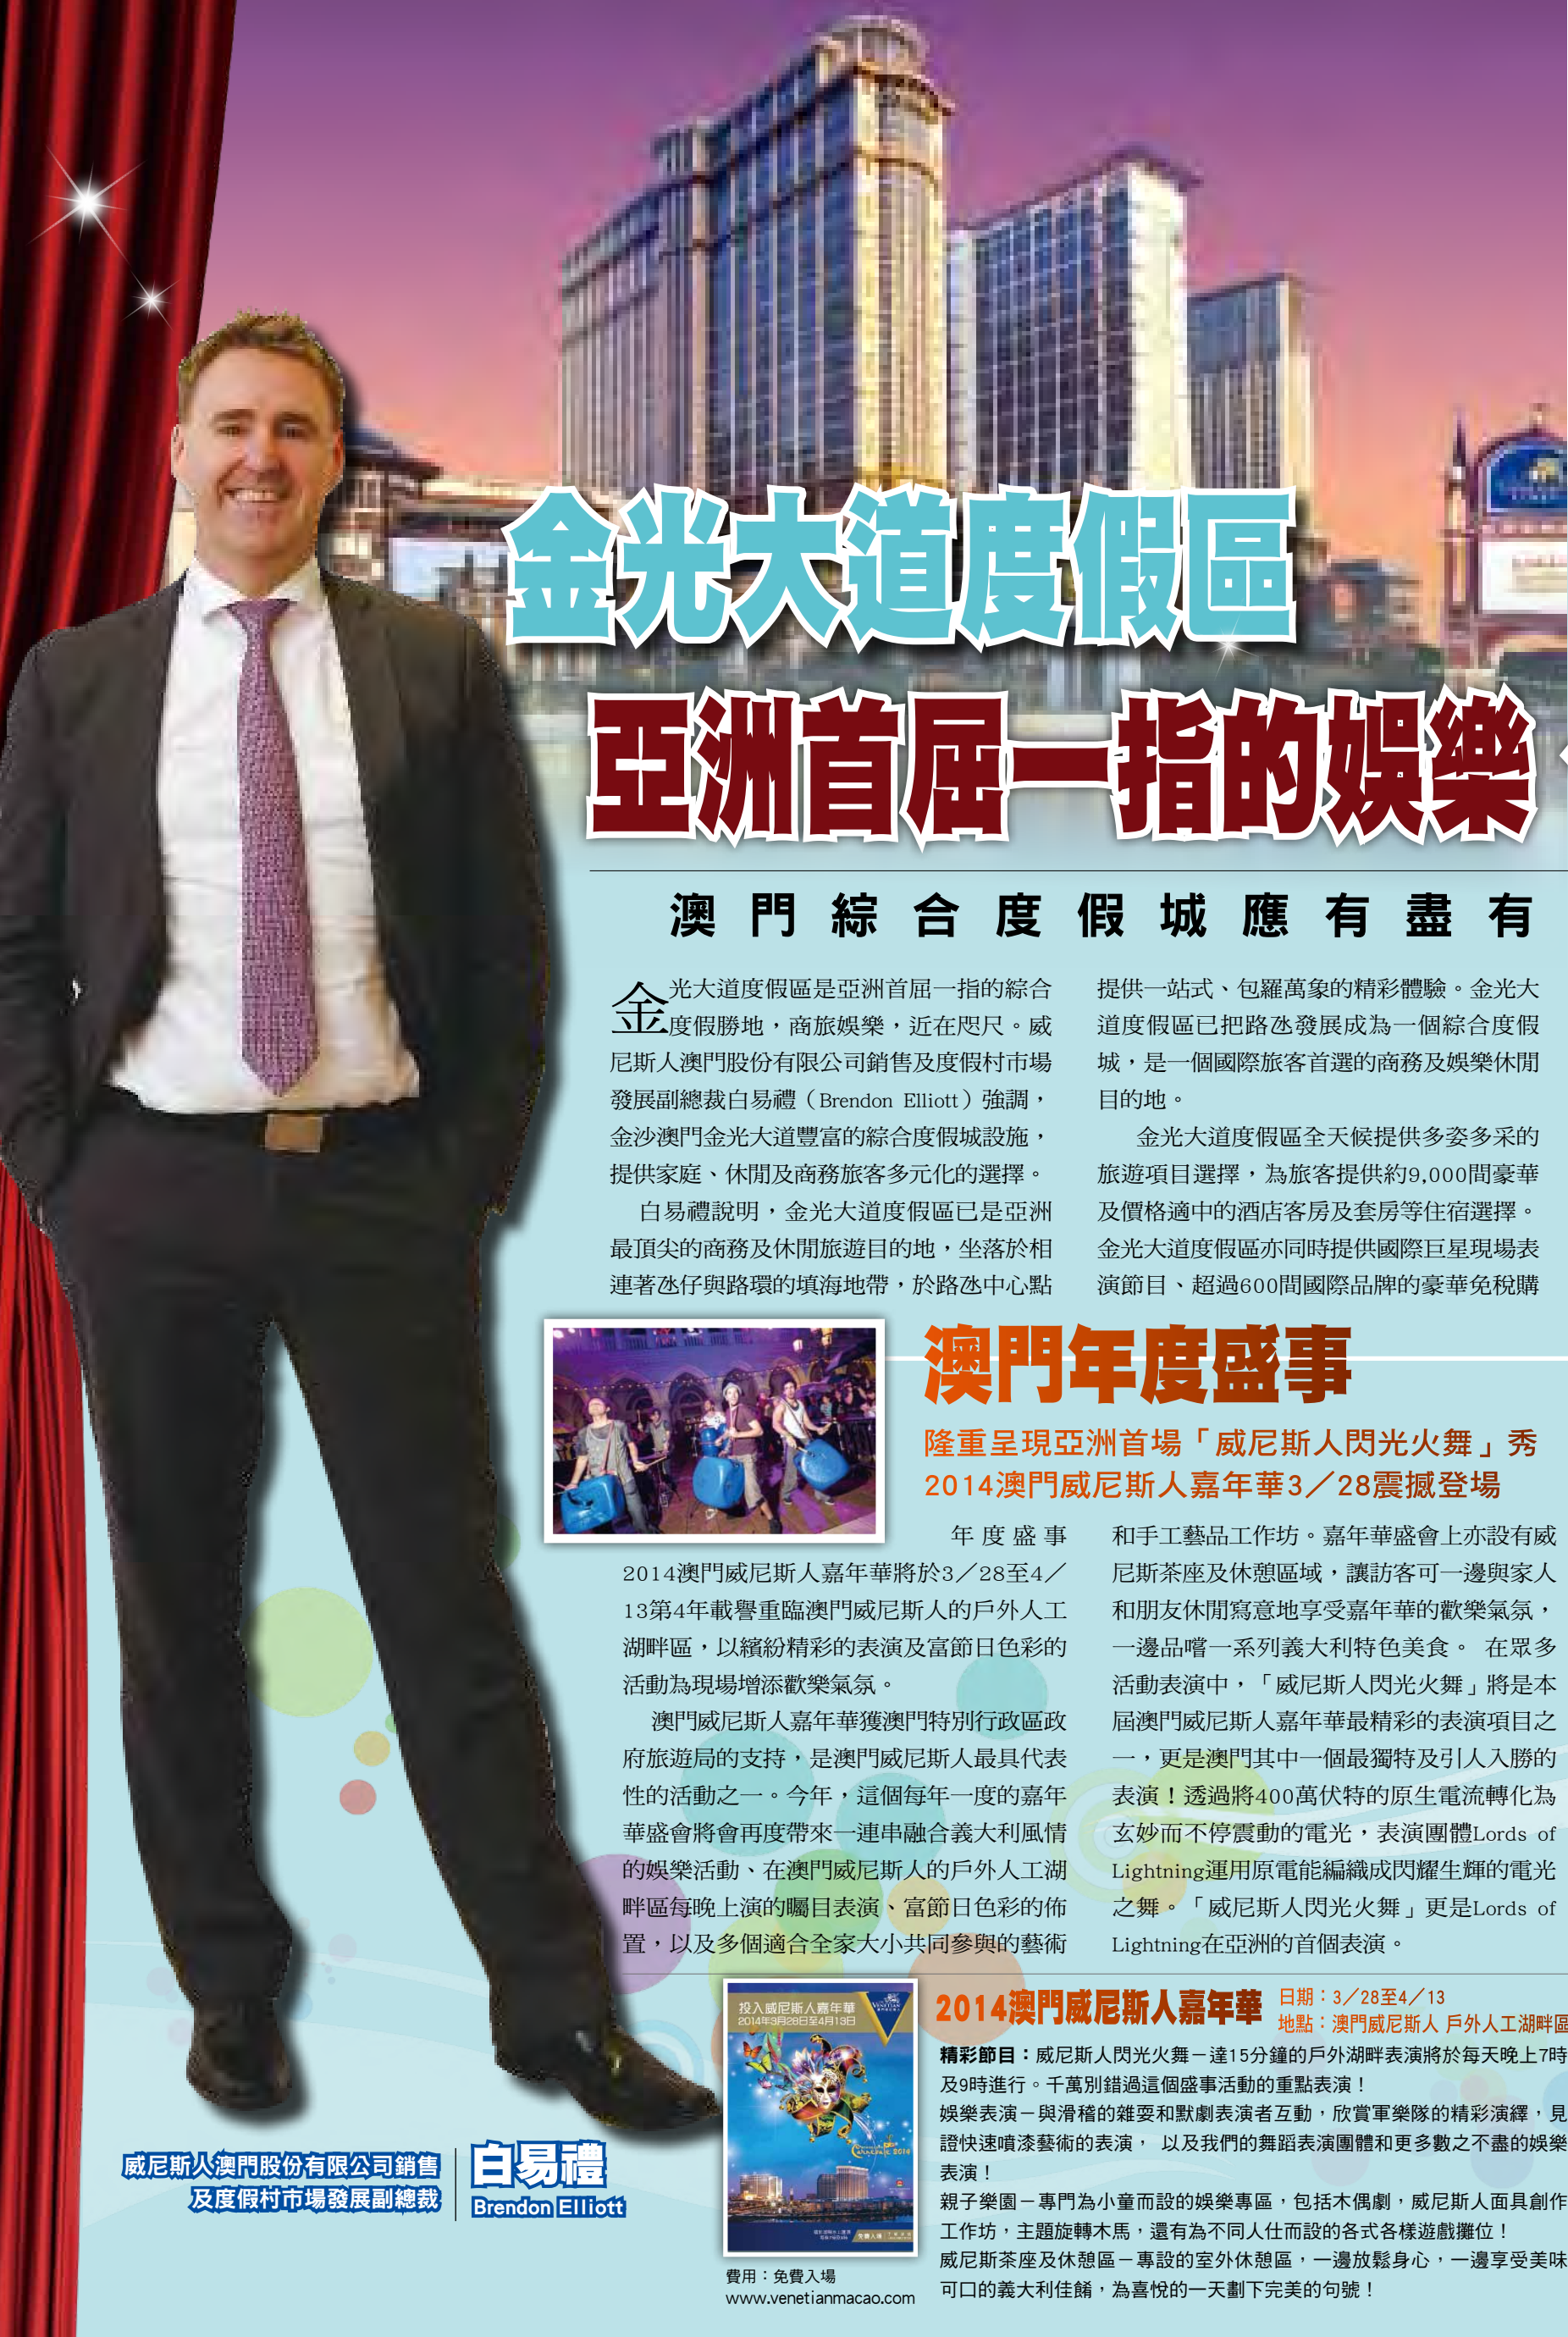 金光大道度假區
亞洲首屈一指的娛樂、
澳門綜合度假城應有盡有
金光大道度假區是亞洲首屈一指的綜合
度假勝地，商旅娛樂，近在咫尺。威
尼斯人澳門股份有限公司銷售及度假村市場
發展副總裁白易禮（Brendon Elliott）強調，
金沙澳門金光大道豐富的綜合度假城設施，
提供家庭、休閒及商務旅客多元化的選擇。
白易禮說明，金光大道度假區已是亞洲
最頂尖的商務及休閒旅遊目的地，坐落於相
連著氹仔與路環的填海地帶，於路氹中心點
提供一站式、包羅萬象的精彩體驗。金光大
道度假區已把路氹發展成為一個綜合度假
城，是一個國際旅客首選的商務及娛樂休閒
目的地。
金光大道度假區全天候提供多姿多采的
旅遊項目選擇，為旅客提供約9,000間豪華
及價格適中的酒店客房及套房等住宿選擇。
金光大道度假區亦同時提供國際巨星現場表
演節目、超過600間國際品牌的豪華免稅購
澳門年度盛事
隆重呈現亞洲首場「威尼斯人閃光火舞」秀
2014澳門威尼斯人嘉年華3／28震撼登場
年度盛事
2014澳門威尼斯人嘉年華將於3／28至4／
13第4年載譽重臨澳門威尼斯人的戶外人工
湖畔區，以繽紛精彩的表演及富節日色彩的
活動為現場增添歡樂氣氛。
澳門威尼斯人嘉年華獲澳門特別行政區政
府旅遊局的支持，是澳門威尼斯人最具代表
性的活動之一。今年，這個每年一度的嘉年
華盛會將會再度帶來一連串融合義大利風情
的娛樂活動、在澳門威尼斯人的戶外人工湖
畔區每晚上演的矚目表演、富節日色彩的佈
置，以及多個適合全家大小共同參與的藝術
和手工藝品工作坊。嘉年華盛會上亦設有威
尼斯茶座及休憩區域，讓訪客可一邊與家人
和朋友休閒寫意地享受嘉年華的歡樂氣氛，
一邊品嚐一系列義大利特色美食。 在眾多
活動表演中，「威尼斯人閃光火舞」將是本
屆澳門威尼斯人嘉年華最精彩的表演項目之
一，更是澳門其中一個最獨特及引人入勝的
表演！透過將400萬伏特的原生電流轉化為
玄妙而不停震動的電光，表演團體Lords of
Lightning運用原電能編織成閃耀生輝的電光
之舞。「威尼斯人閃光火舞」更是Lords of
Lightning在亞洲的首個表演。
投入威尼斯人嘉年華
2014年3月28日至4月13日
VENETIAN
Carnevale 2014
免費入場
費用：免費入場
www.venetianmacao.com
2014澳門威尼斯人嘉年華
日期：3／28至4／13
地點：澳門威尼斯人 戶外人工湖畔區
精彩節目：威尼斯人閃光火舞－達15分鐘的戶外湖畔表演將於每天晚上7時
及9時進行。千萬別錯過這個盛事活動的重點表演！
娛樂表演－與滑稽的雜耍和默劇表演者互動，欣賞軍樂隊的精彩演繹，見
證快速噴漆藝術的表演， 以及我們的舞蹈表演團體和更多數之不盡的娛樂
表演！
親子樂園－專門為小童而設的娛樂專區，包括木偶劇，威尼斯人面具創作
工作坊，主題旋轉木馬，還有為不同人仕而設的各式各樣遊戲攤位！
威尼斯茶座及休憩區－專設的室外休憩區，一邊放鬆身心，一邊享受美味
可口的義大利佳餚，為喜悅的一天劃下完美的句號！
威尼斯人澳門股份有限公司銷售
及度假村市場發展副總裁
白易禮
Brendon Elliott